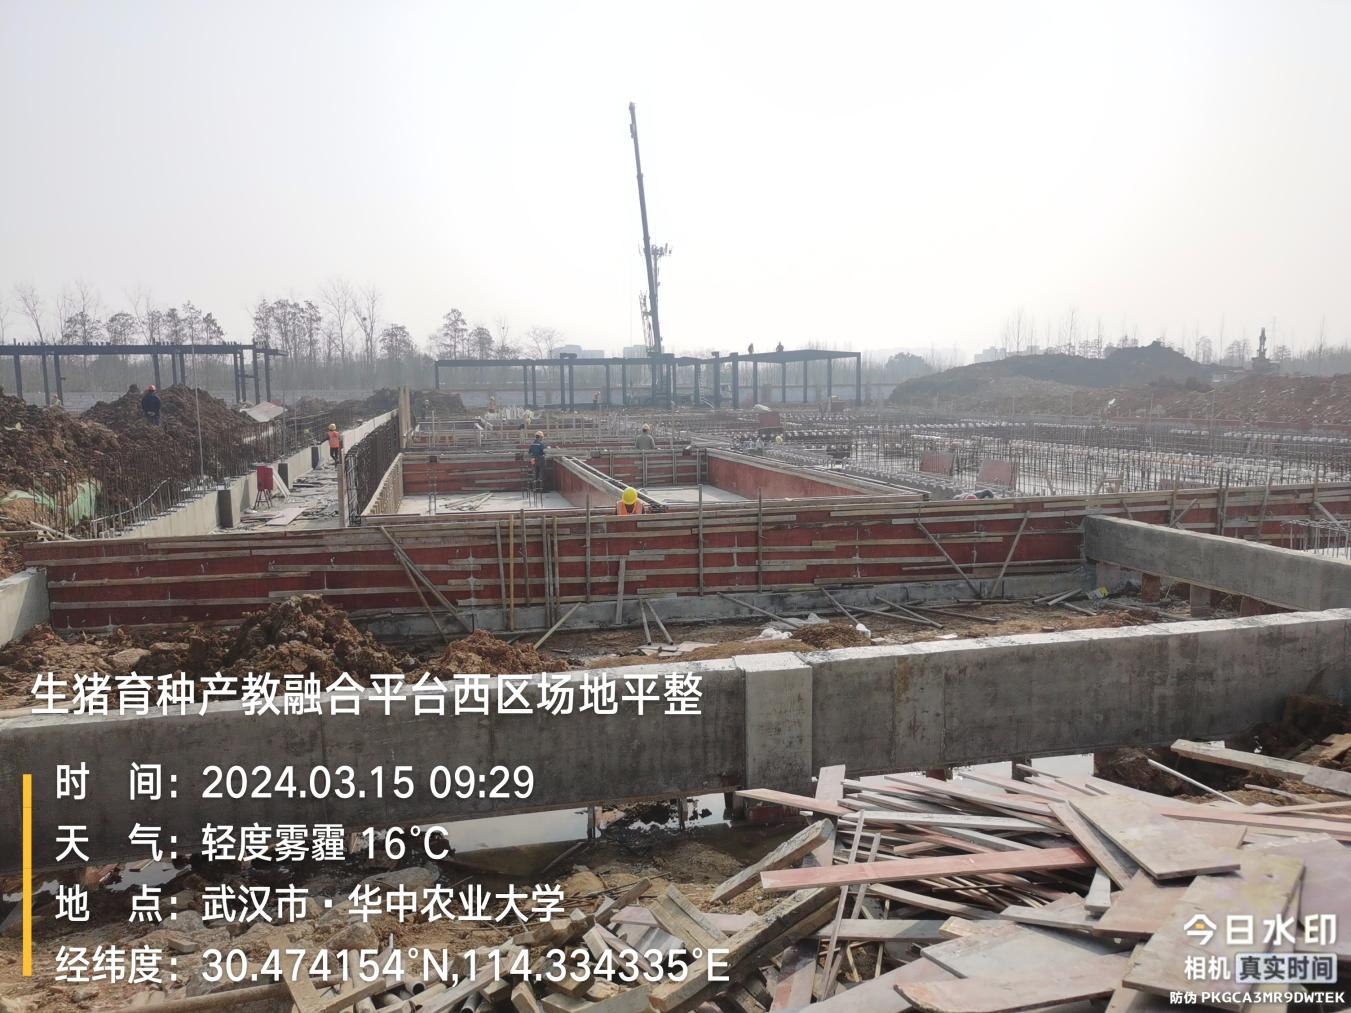 生猪育种产教融合平台西区场地平整
时 间：2024.03.15 09:29
天 气：轻度雾霾 16℃
地 点：武汉市·华中农业大学
经纬度：30.474154°N,114.334335°E
今日水印
相机 真实时间
防伪 PKGCA3MR9DWTEK